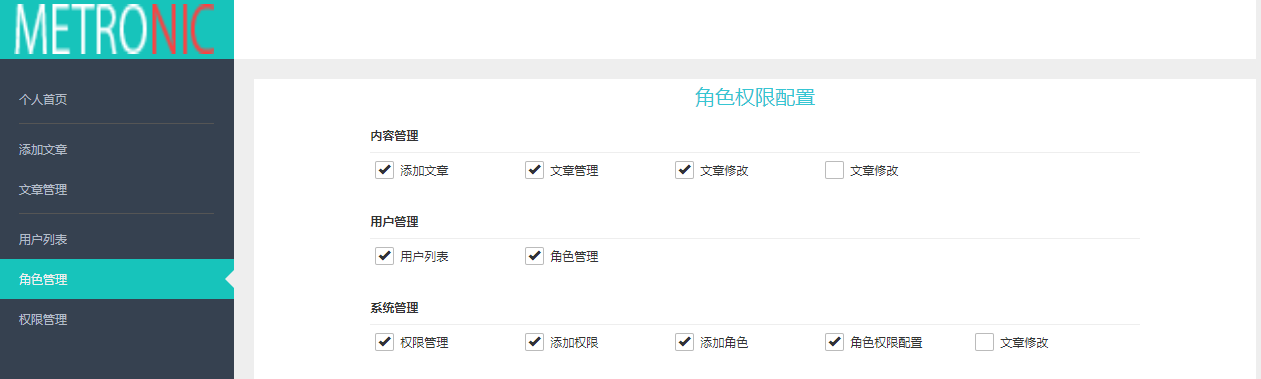 METRONIC
个人首页
添加文章
文章管理
用户列表
角色管理
权限管理
角色权限配置
内容管理
添加文章 文章管理 文章修改 文章修改
用户管理
用户列表 角色管理
系统管理
权限管理 添加权限 添加角色 角色权限配置 文章修改